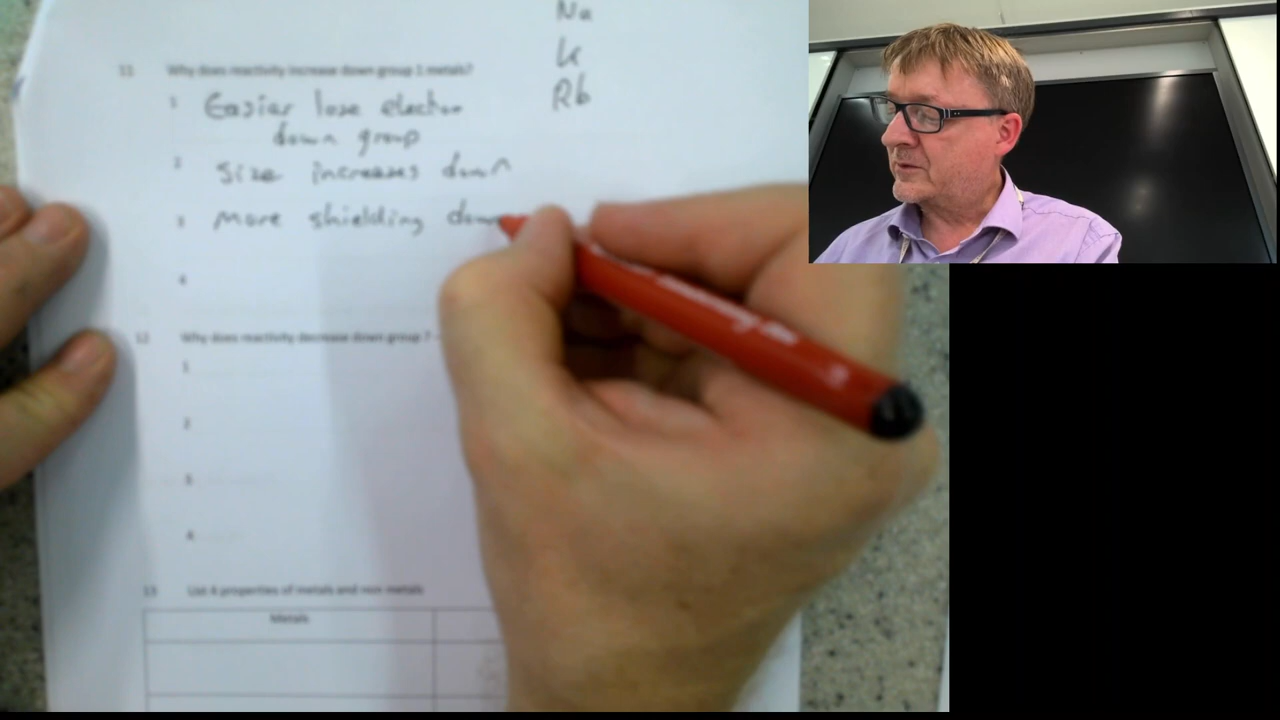 Na
K
Rb
11 Why does reactivity increase down group 1 metals?
1 Easier lose electron
down group
2 Size increases down
3 More shielding down
4
12 Why does reactivity decrease down group 7
1
2
3
4
13 List 4 properties of metals and non metals
Metals